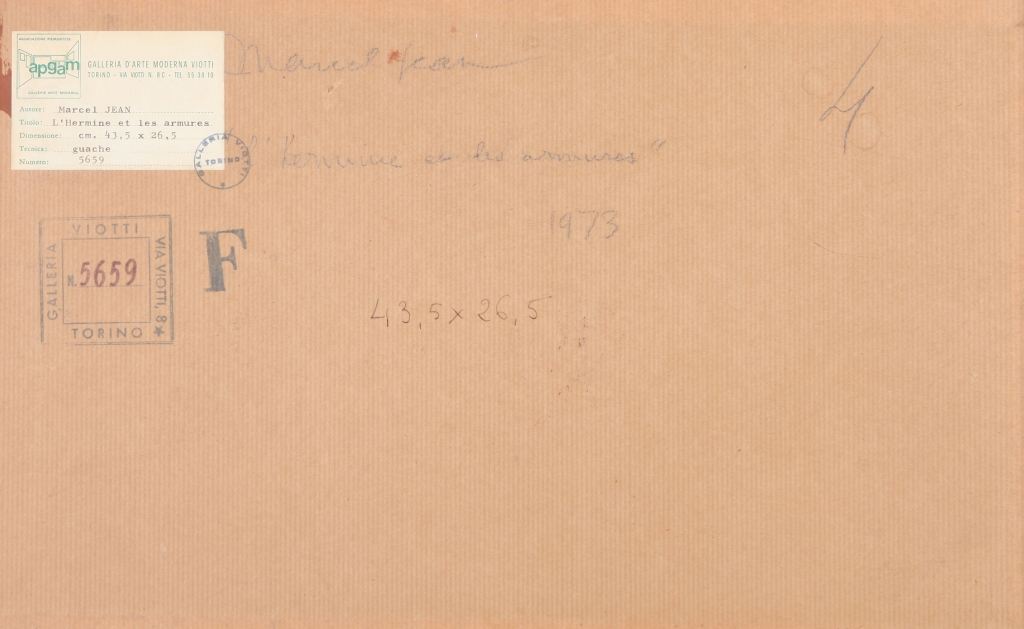 ASSOCIAZIONE PIEMONTESE
apgam
GALLERIE ARTE MODERNA
GALLERIA D'ARTE MODERNA VIOTTI
TORINO - VIA VIOTTI N. 8 C - TEL. 55.38.10
Autore: Marcel JEAN
Titolo: L'Hermine et les armures
Dimensione: cm. 43,5 x 26,5
Tecnica: guache
Numero: 5659
GALLERIA VIOTTI
TORINO
Marcel Jean
4
"L'Hermine et les armures"
1973
GALLERIA
VIOTTI
VIA VIOTTI, 8
TORINO
N. 5659
F
43,5 x 26,5